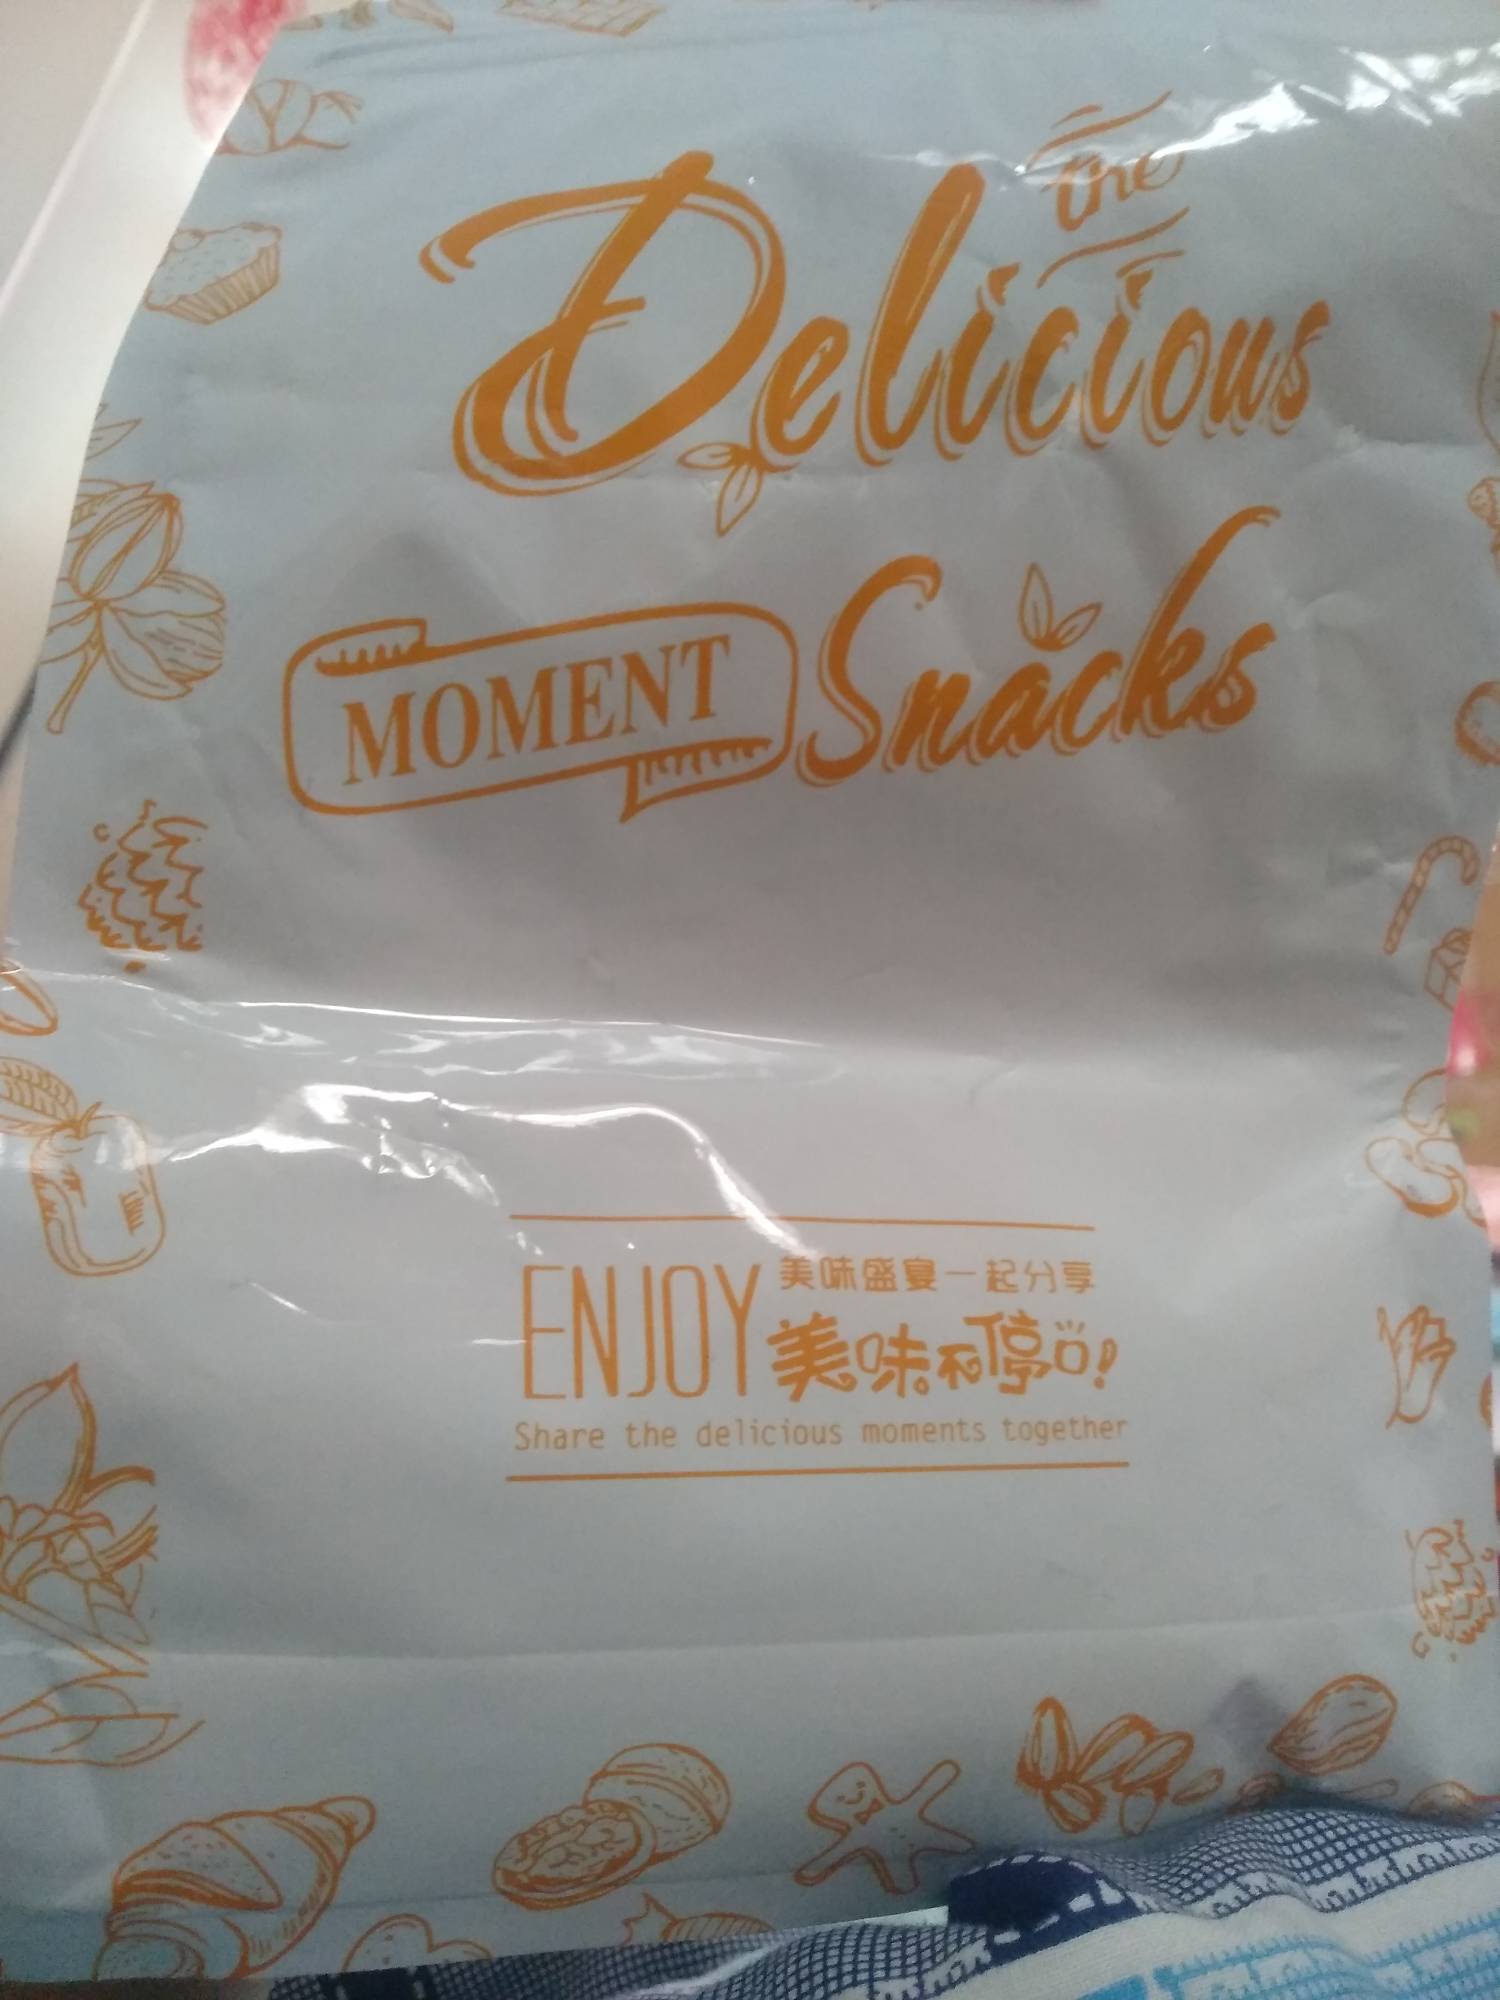 the
Delicious
MOMENT Snacks
ENJOY 美味盛宴一起分享
美味不停口!
Share the delicious moments together